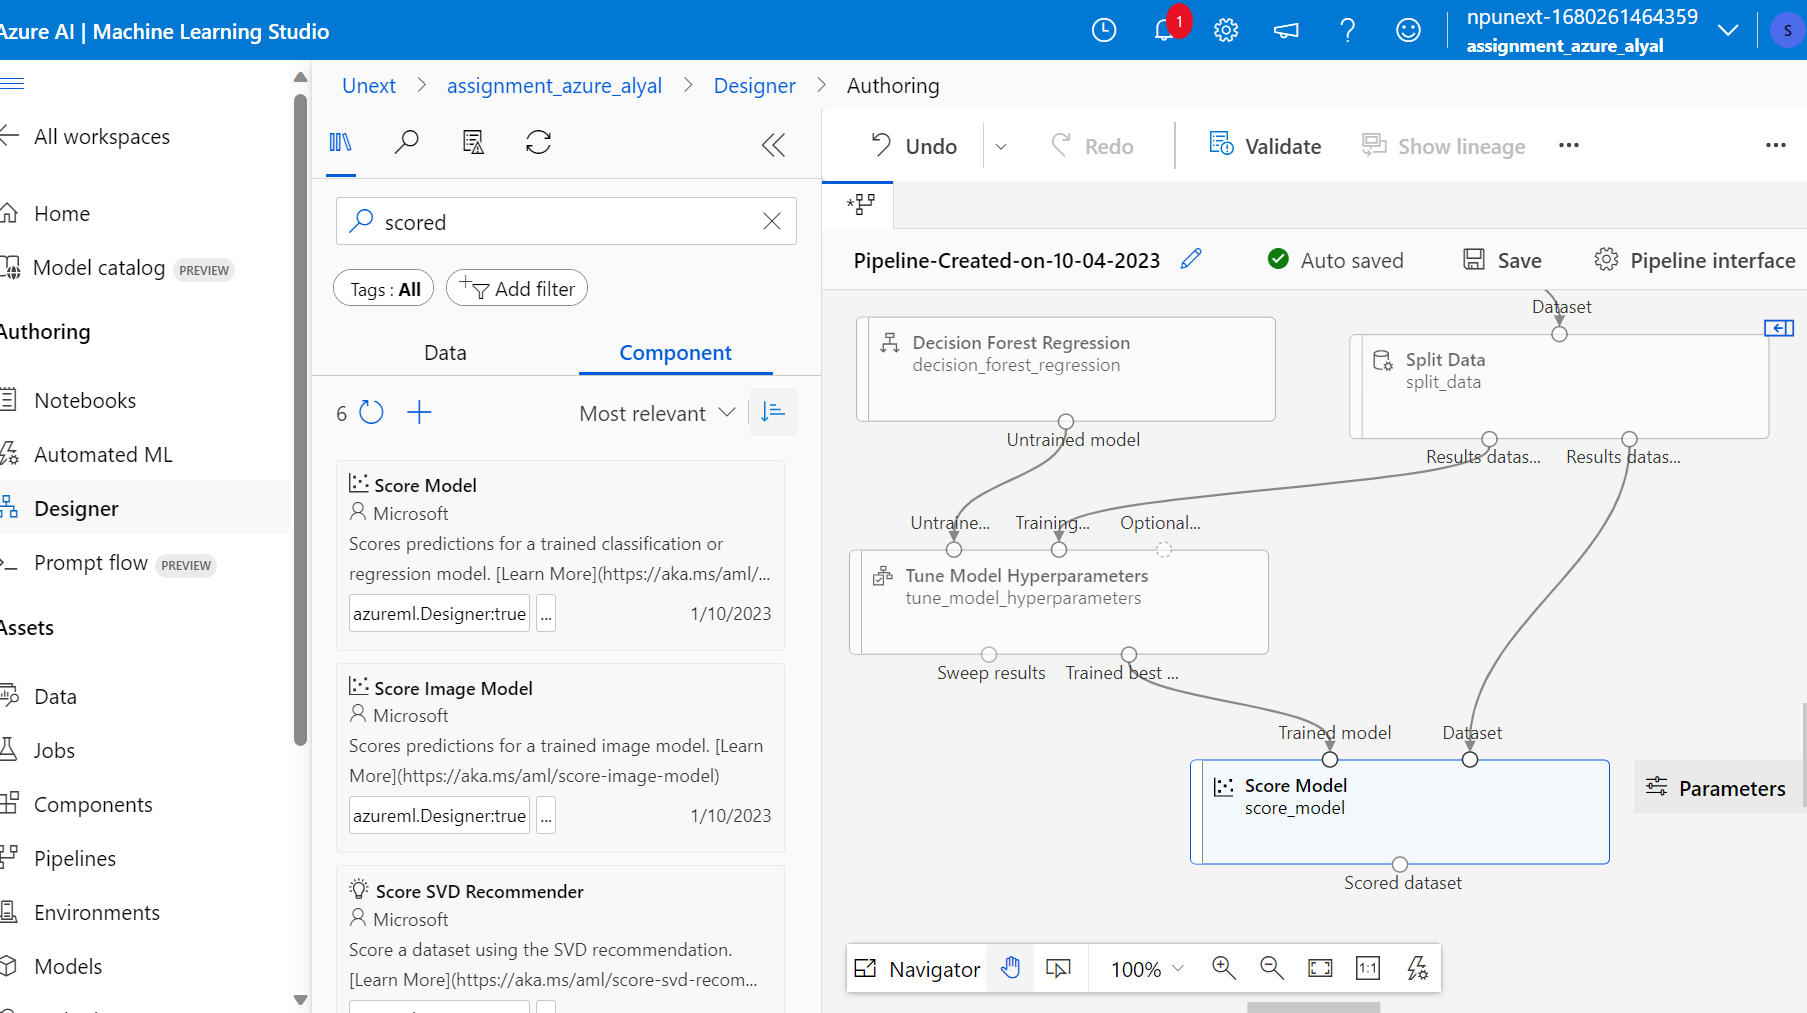 Azure AI | Machine Learning Studio
1
npunext-1680261464359
assignment_azure_alyal
S
All workspaces
Home
Model catalog PREVIEW
Authoring
Notebooks
Automated ML
Designer
Prompt flow PREVIEW
Assets
Data
Jobs
Components
Pipelines
Environments
Models
Unext > assignment_azure_alyal > Designer > Authoring
scored
Tags : All
Add filter
Data
Component
6
Most relevant
Score Model
Microsoft
Scores predictions for a trained classification or
regression model. [Learn More](https://aka.ms/aml/...
azureml.Designer:true ... 1/10/2023
Score Image Model
Microsoft
Scores predictions for a trained image model. [Learn
More](https://aka.ms/aml/score-image-model)
azureml.Designer:true ... 1/10/2023
Score SVD Recommender
Microsoft
Score a dataset using the SVD recommendation.
[Learn More](https://aka.ms/aml/score-svd-recom...
Undo
Redo
Validate
Show lineage
...
...
Pipeline-Created-on-10-04-2023
Auto saved
Save
Pipeline interface
Dataset
Decision Forest Regression
decision_forest_regression
Split Data
split_data
Untrained model
Results datas... Results datas...
Untraine... Training... Optional...
Tune Model Hyperparameters
tune_model_hyperparameters
Sweep results Trained best ...
Trained model Dataset
Score Model
score_model
Parameters
Scored dataset
Navigator
100%
1:1